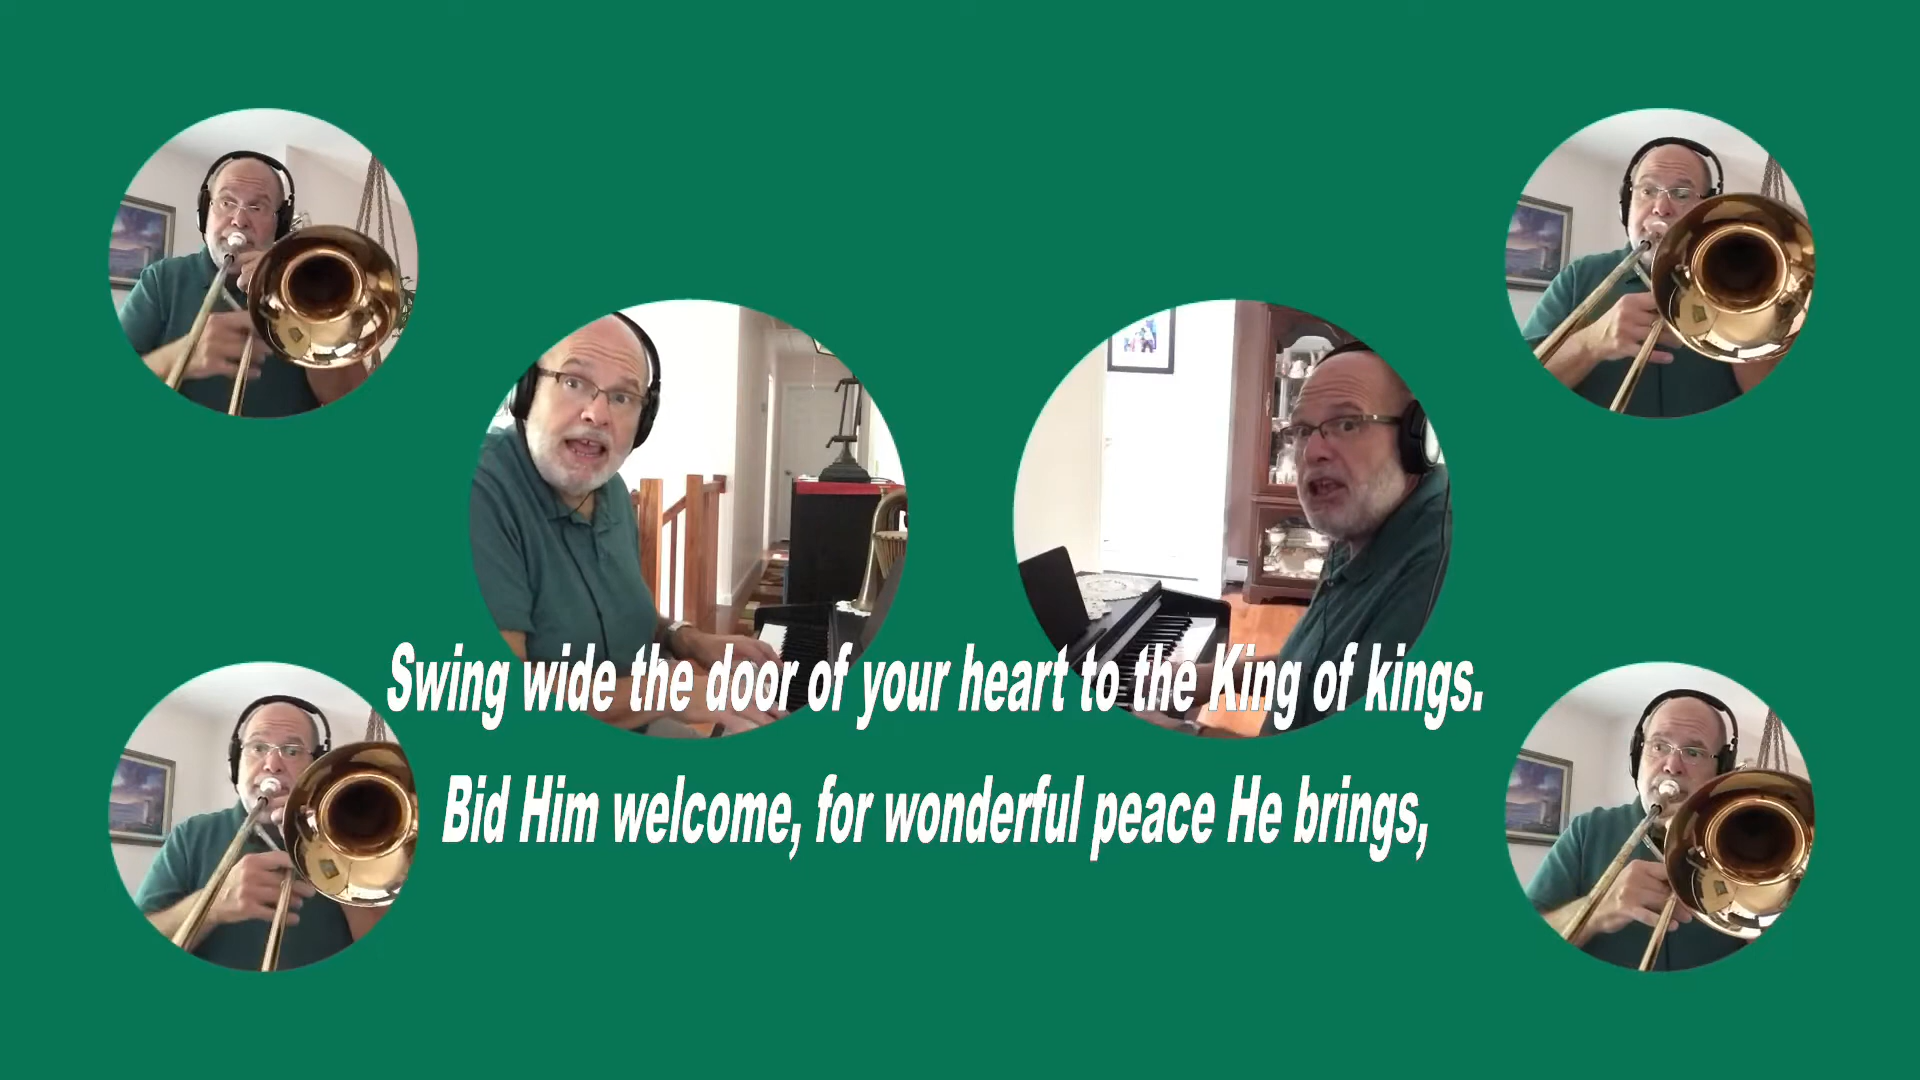 Swing wide the door of your heart to the King of kings.
Bid Him welcome, for wonderful peace He brings,